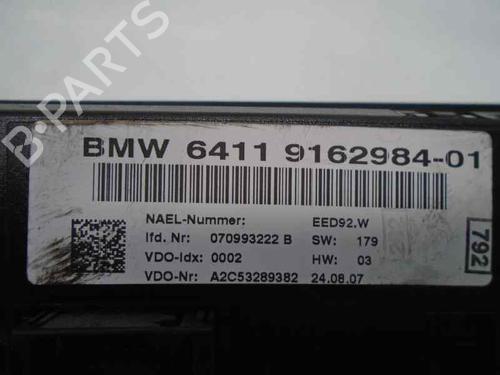 BMW 6411 9162984-01
NAEL-Nummer: EED92.W
lfd. Nr: 070993222 B SW: 179
VDO-Idx: 0002 HW: 03
VDO-Nr: A2C53289382 24.08.07
792
B-PARTS